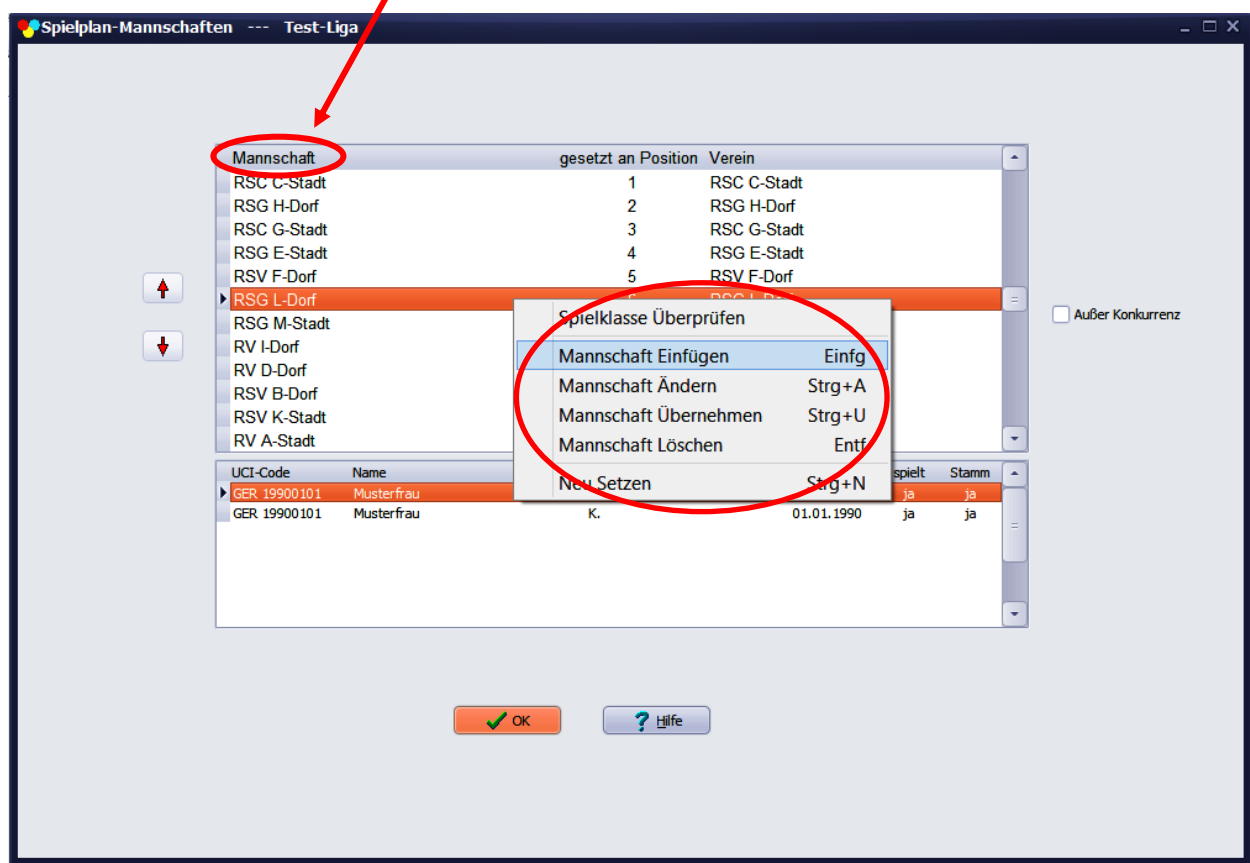 Spielplan-Mannschaften --- Test-Liga
Mannschaft gesetzt an Position Verein
RSC C-Stadt 1 RSC C-Stadt
RSG H-Dorf 2 RSG H-Dorf
RSC G-Stadt 3 RSC G-Stadt
RSG E-Stadt 4 RSG E-Stadt
RSV F-Dorf 5 RSV F-Dorf
RSG L-Dorf
Außer Konkurrenz
RSG M-Stadt
RV I-Dorf
RV D-Dorf
RSV B-Dorf
RSV K-Stadt
RV A-Stadt
Spielklasse Überprüfen
Mannschaft Einfügen Einfg
Mannschaft Ändern Strg+A
Mannschaft Übernehmen Strg+U
Mannschaft Löschen Entf
Neu Setzen Strg+N
UCI-Code Name spielt Stamm
GER 19900101 Musterfrau ja ja
GER 19900101 Musterfrau K. 01.01.1990 ja ja
OK Hilfe